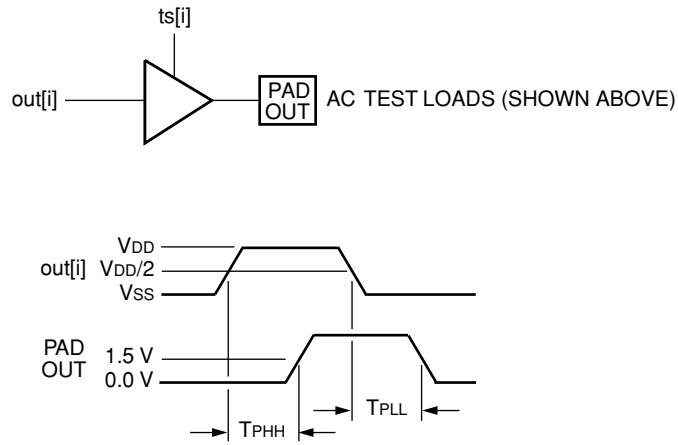 ts[i]
out[i]
PAD
OUT
AC TEST LOADS (SHOWN ABOVE)
VDD
out[i] VDD/2
VSS
PAD
OUT
1.5 V
0.0 V
TPHH
TPLL